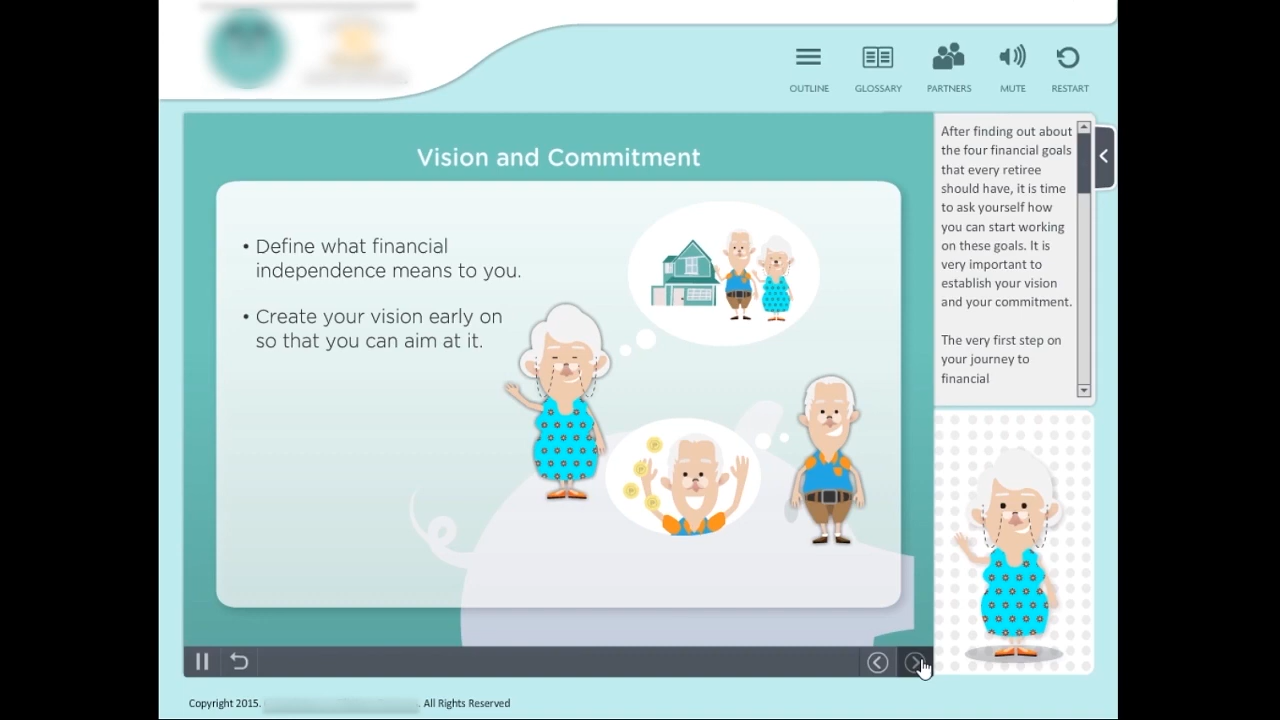 OUTLINE
GLOSSARY
PARTNERS
MUTE
RESTART
Vision and Commitment
• Define what financial
independence means to you.
• Create your vision early on
so that you can aim at it.
After finding out about
the four financial goals
that every retiree
should have, it is time
to ask yourself how
you can start working
on these goals. It is
very important to
establish your vision
and your commitment.
The very first step on
your journey to
financial
Copyright 2015.
. All Rights Reserved